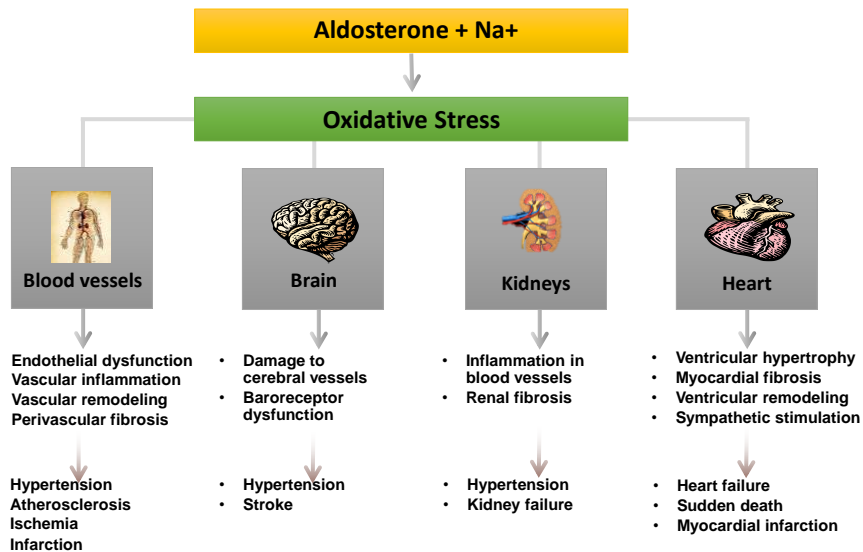 Aldosterone + Na+
Oxidative Stress
Blood vessels
Brain
Kidneys
Heart
Endothelial dysfunction
Vascular inflammation
Vascular remodeling
Perivascular fibrosis
• Damage to
cerebral vessels
• Baroreceptor
dysfunction
• Inflammation in
blood vessels
• Renal fibrosis
• Ventricular hypertrophy
• Myocardial fibrosis
• Ventricular remodeling
• Sympathetic stimulation
Hypertension
Atherosclerosis
Ischemia
Infarction
• Hypertension
• Stroke
• Hypertension
• Kidney failure
• Heart failure
• Sudden death
• Myocardial infarction